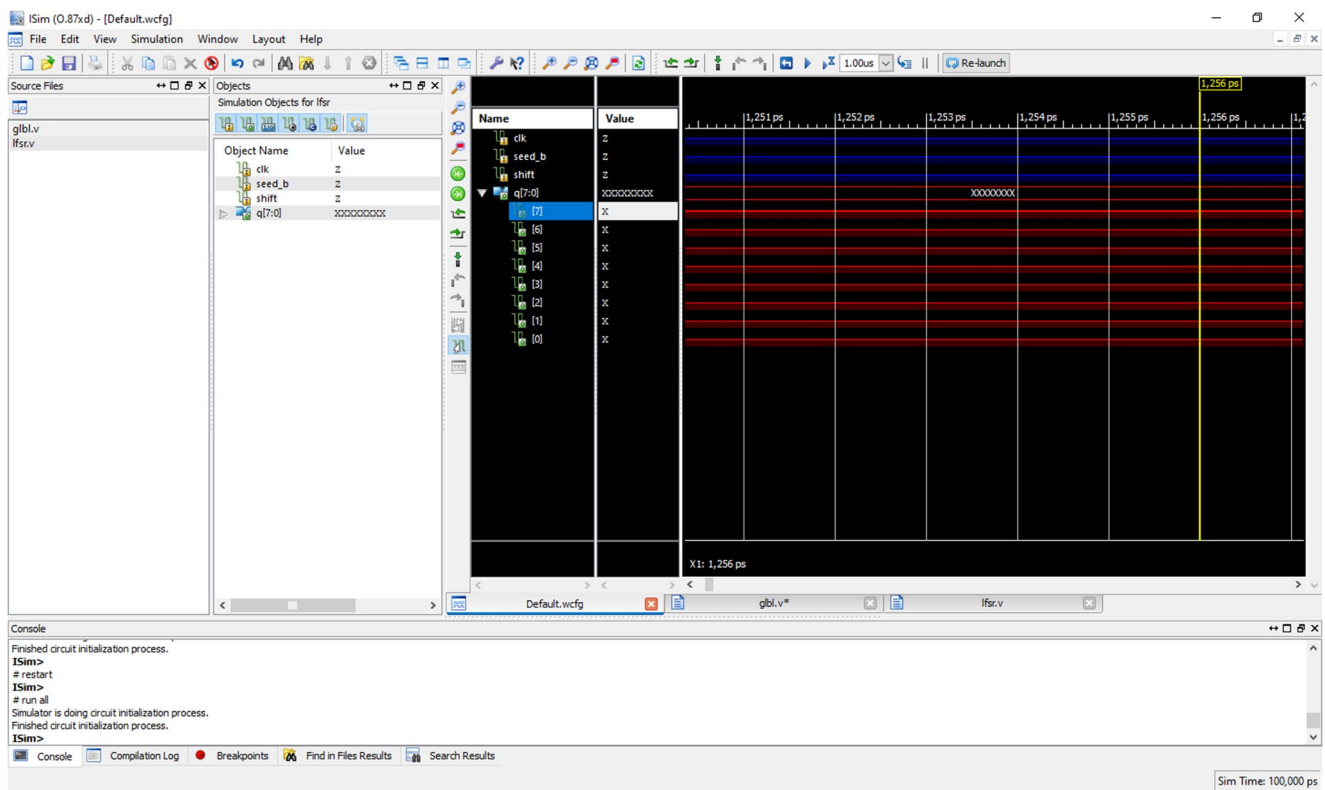 ISim (O.87xd) - [Default.wcfg]
File Edit View Simulation Window Layout Help
1.00us Re-launch
Source Files
glbl.v
lfsr.v
Objects
Simulation Objects for lfsr
Object Name Value
clk z
seed_b z
shift z
q[7:0] xxxxxxxx
Name Value
clk z
seed_b z
shift z
q[7:0] xxxxxxxx
[7] x
[6] x
[5] x
[4] x
[3] x
[2] x
[1] x
[0] x
1,256 ps
1,251 ps 1,252 ps 1,253 ps 1,254 ps 1,255 ps 1,256 ps 1,2
XXXXXXXX
X1: 1,256 ps
Default.wcfg glbl.v* lfsr.v
Console
Finished circuit initialization process.
ISim>
# restart
ISim>
# run all
Simulator is doing circuit initialization process.
Finished circuit initialization process.
ISim>
Console Compilation Log Breakpoints Find in Files Results Search Results
Sim Time: 100,000 ps